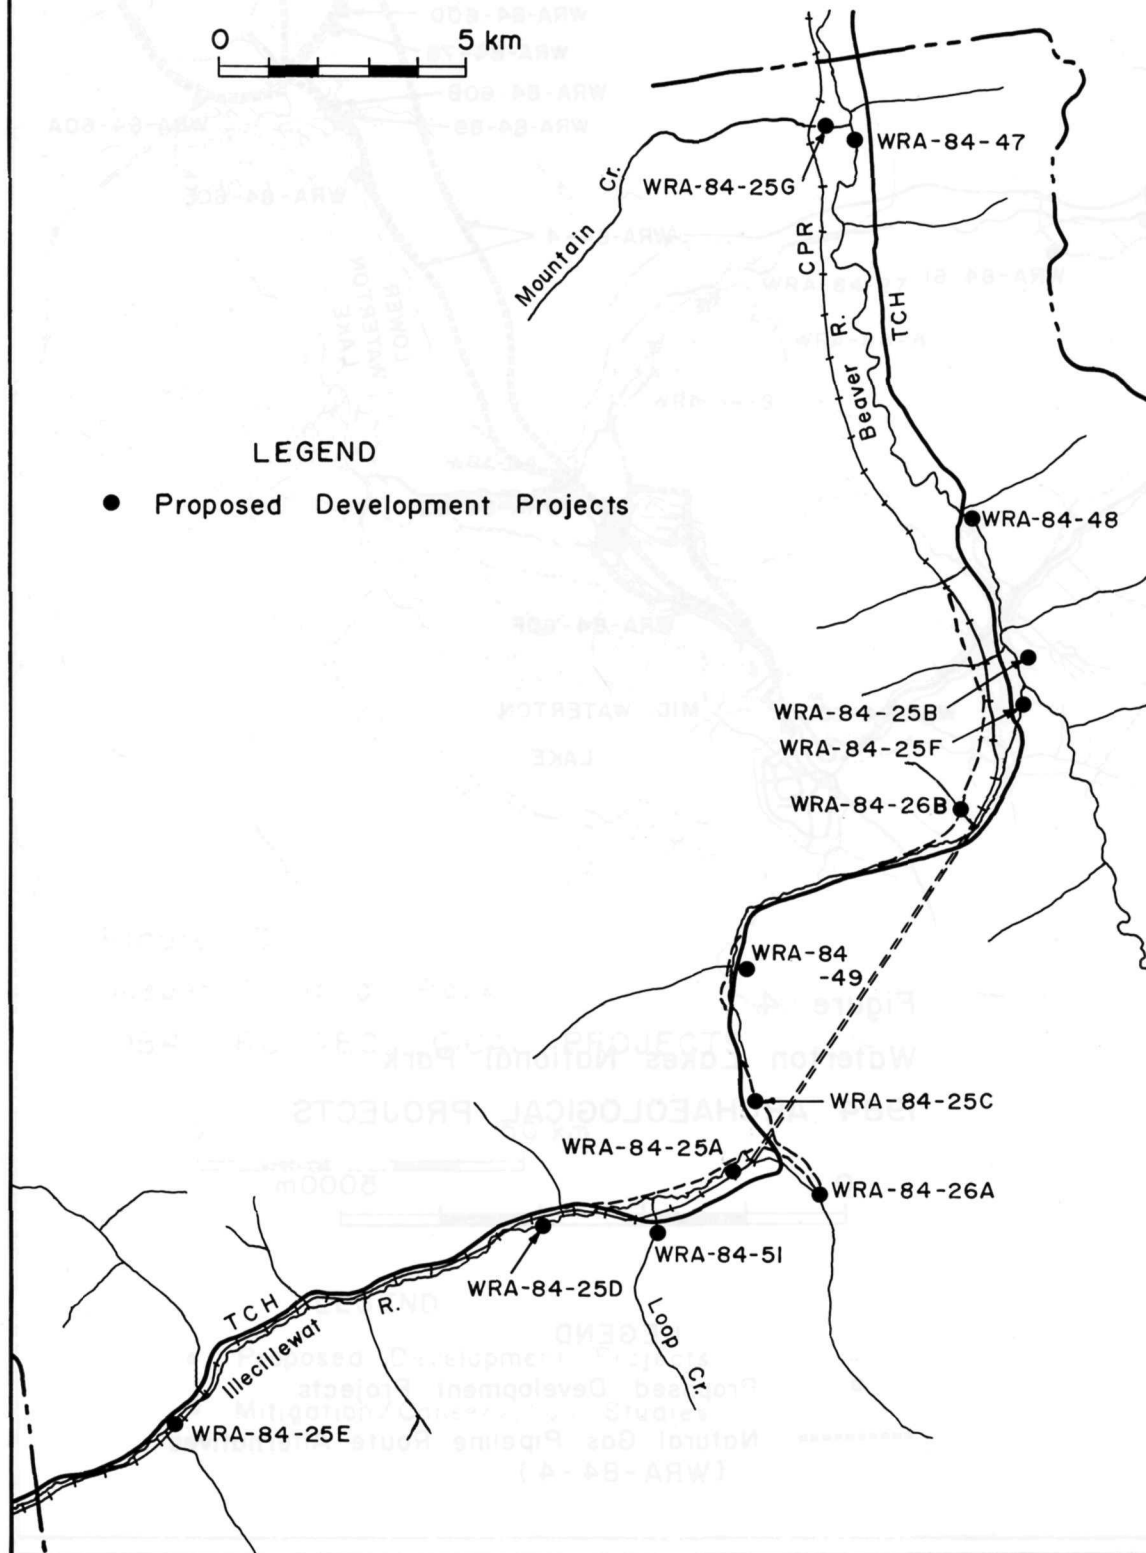 0 5 km
WRA-84-47
WRA-84-25G
Mountain Cr.
CPR
TCH
Beaver R.
LEGEND
● Proposed Development Projects
WRA-84-48
WRA-84-25B
WRA-84-25F
WRA-84-26B
WRA-84
-49
WRA-84-25C
WRA-84-25A
WRA-84-26A
WRA-84-51
WRA-84-25D
Loop Cr.
TCH
Illecillewat R.
WRA-84-25E